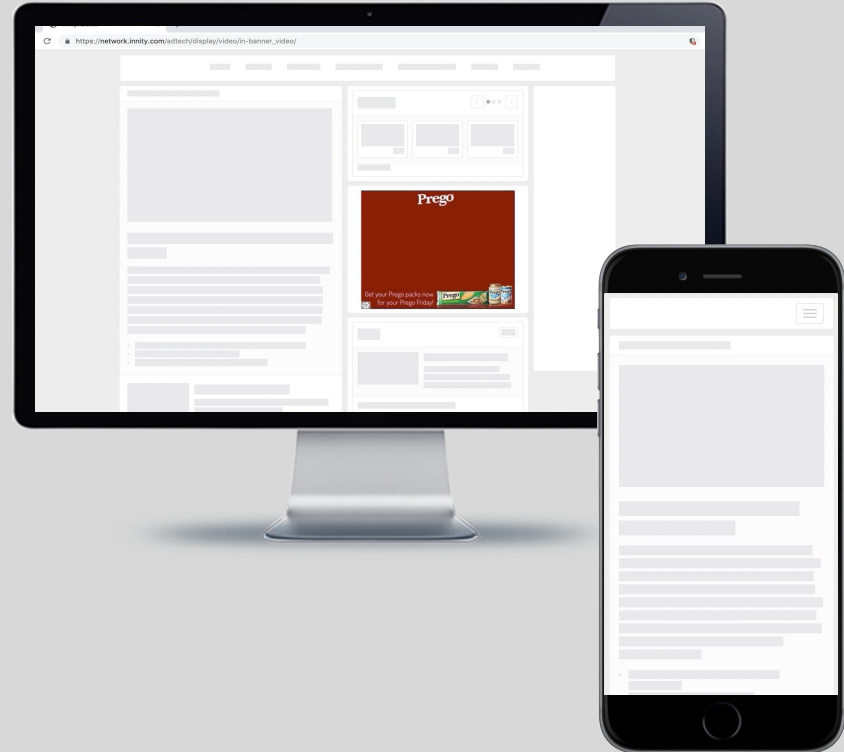 https://network.innity.com/adtech/display/video/in-banner_video/
Prego
Get your Prego packs now
for your Prego Friday!
Prego